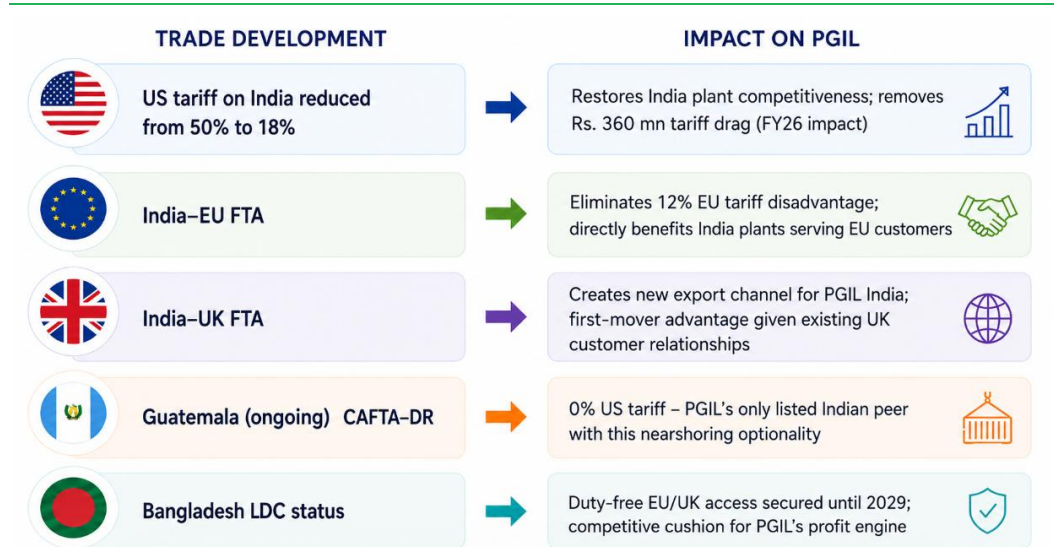 TRADE DEVELOPMENT
IMPACT ON PGIL
US tariff on India reduced
from 50% to 18%
Restores India plant competitiveness; removes
Rs. 360 mn tariff drag (FY26 impact)
India–EU FTA
Eliminates 12% EU tariff disadvantage;
directly benefits India plants serving EU customers
India–UK FTA
Creates new export channel for PGIL India;
first-mover advantage given existing UK
customer relationships
Guatemala (ongoing) CAFTA–DR
0% US tariff – PGIL's only listed Indian peer
with this nearshoring optionality
Bangladesh LDC status
Duty-free EU/UK access secured until 2029;
competitive cushion for PGIL's profit engine